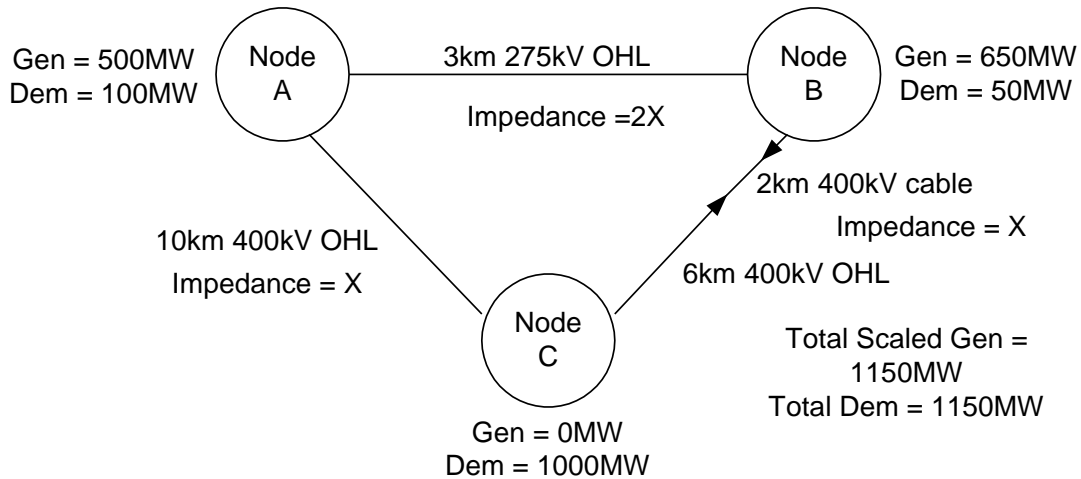 Gen = 500MW
Dem = 100MW
Node
A
3km 275kV OHL
Impedance =2X
Node
B
Gen = 650MW
Dem = 50MW
2km 400kV cable
Impedance = X
10km 400kV OHL
Impedance = X
6km 400kV OHL
Node
C
Gen = 0MW
Dem = 1000MW
Total Scaled Gen =
1150MW
Total Dem = 1150MW